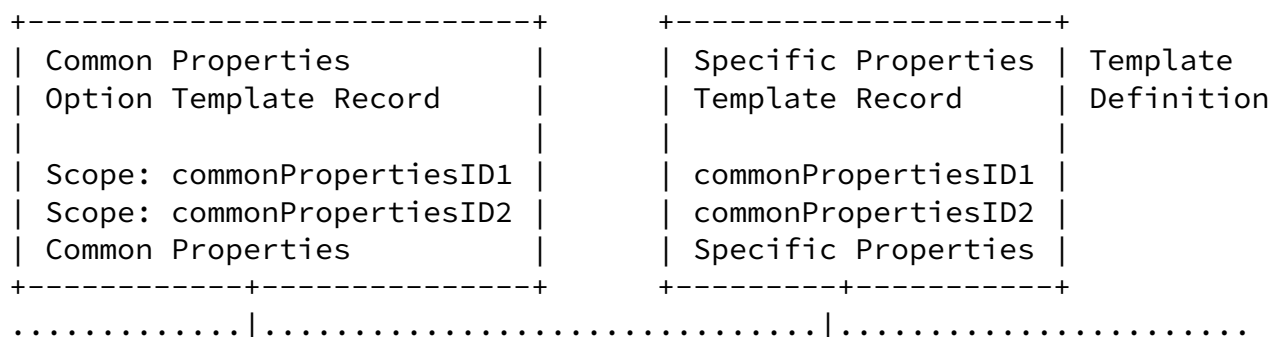 +----------------------------+      +---------------------+
| Common Properties          |      | Specific Properties | Template
| Option Template Record     |      | Template Record     | Definition
|                            |      |                     |
| Scope: commonPropertiesID1 |      | commonPropertiesID1 |
| Scope: commonPropertiesID2 |      | commonPropertiesID2 |
| Common Properties          |      | Specific Properties |
+------------+---------------+      +---------+-----------+
.............|...............................|.......................